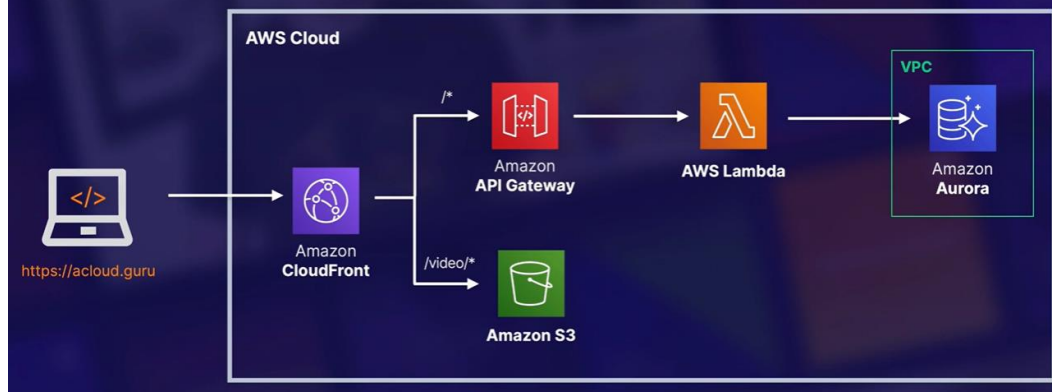 AWS Cloud
VPC
/*
</>
Amazon
API Gateway
AWS Lambda
Amazon
Aurora
</>
https://acloud.guru
Amazon
CloudFront
/video/*
Amazon S3